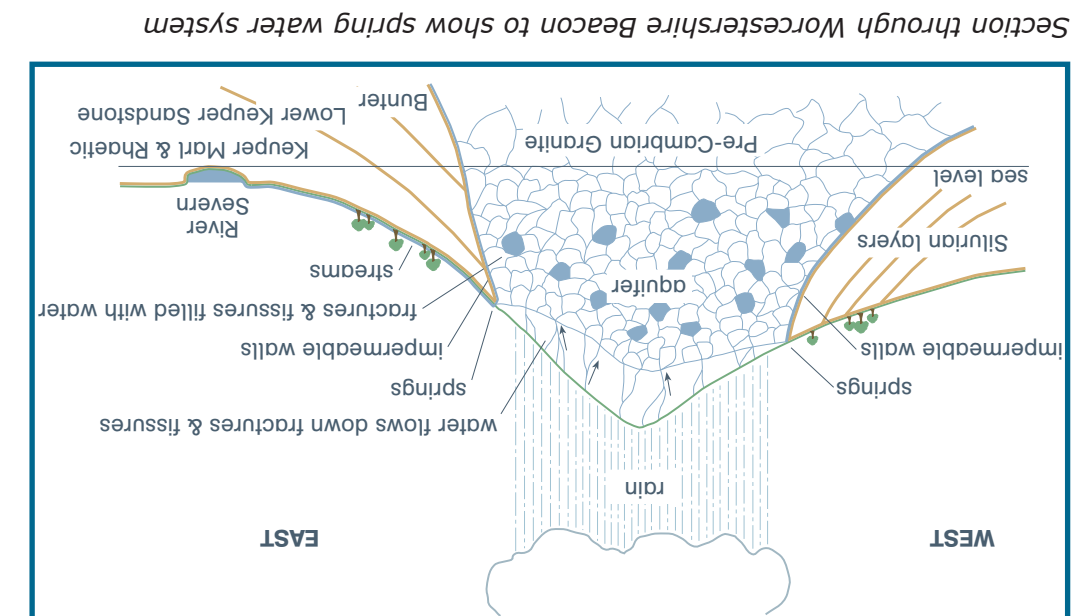 WEST
EAST
rain
springs
water flows down fractures & fissures
springs
impermeable walls
impermeable walls
fractures & fissures filled with water
aquifer
streams
Silurian layers
River
Severn
sea level
Keuper Marl & Rhaetic
Pre-Cambrian Granite
Lower Keuper Sandstone
Bunter
Section through Worcestershire Beacon to show spring water system